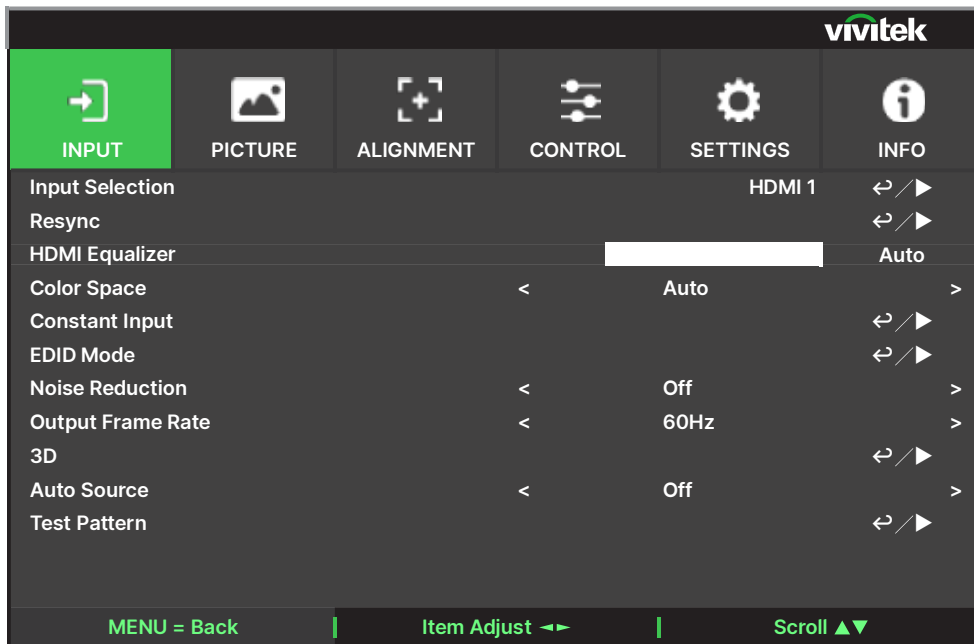 vivitek
INPUT PICTURE ALIGNMENT CONTROL SETTINGS INFO
Input Selection HDMI 1 ↩/▶
Resync ↩/▶
HDMI Equalizer Auto
Color Space < Auto >
Constant Input ↩/▶
EDID Mode ↩/▶
Noise Reduction < Off >
Output Frame Rate < 60Hz >
3D ↩/▶
Auto Source < Off >
Test Pattern ↩/▶
MENU = Back Item Adjust ◄► Scroll ▲▼